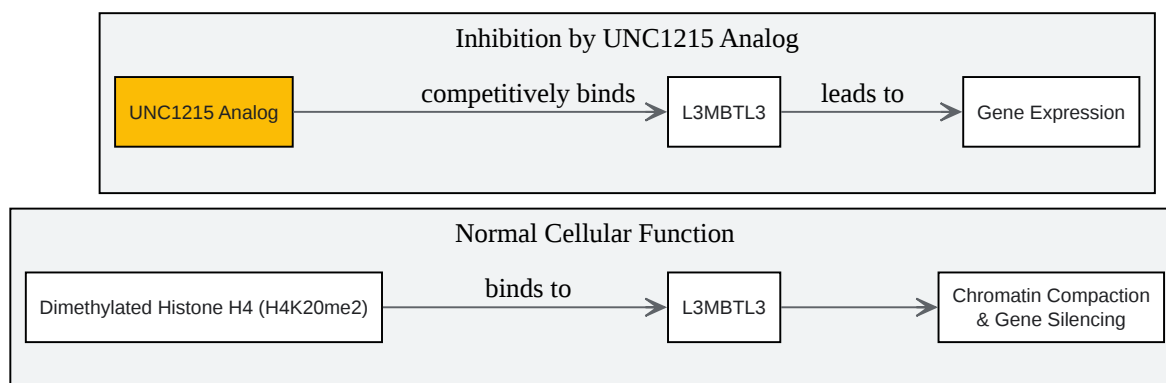 Inhibition by UNC1215 Analog
UNC1215 Analog
competitively binds
L3MBTL3
leads to
Gene Expression
Normal Cellular Function
Dimethylated Histone H4 (H4K20me2)
binds to
L3MBTL3
Chromatin Compaction
& Gene Silencing